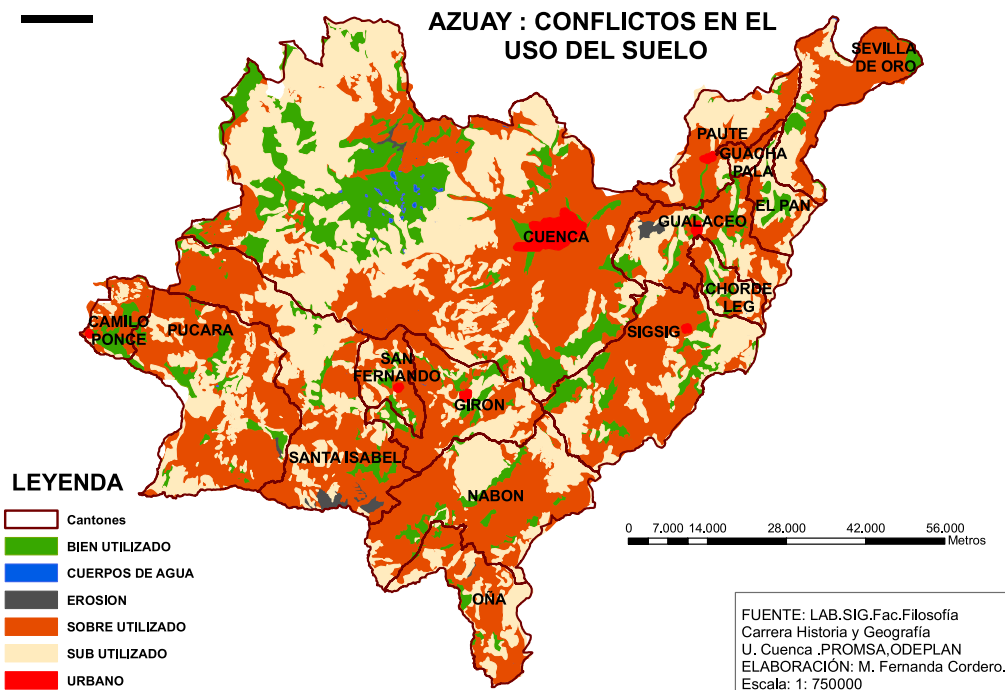 AZUAY : CONFLICTOS EN EL
USO DEL SUELO
SEVILLA
DE ORO
PAUTE
GUACHA
PALA
EL PAN
GUALACEO
CUENCA
CHORDE
LEG
SIGSIG
CAMILO
PONCE
PUCARA
SAN
FERNANDO
GIRON
SANTA ISABEL
NABON
OÑA
LEYENDA
Cantones
BIEN UTILIZADO
CUERPOS DE AGUA
EROSION
SOBRE UTILIZADO
SUB UTILIZADO
URBANO
0 7.000 14.000 28.000 42.000 56.000
Metros
FUENTE: LAB.SIG.Fac.Filosofía
Carrera Historia y Geografía
U. Cuenca .PROMSA,ODEPLAN
ELABORACIÓN: M. Fernanda Cordero.
Escala: 1: 750000